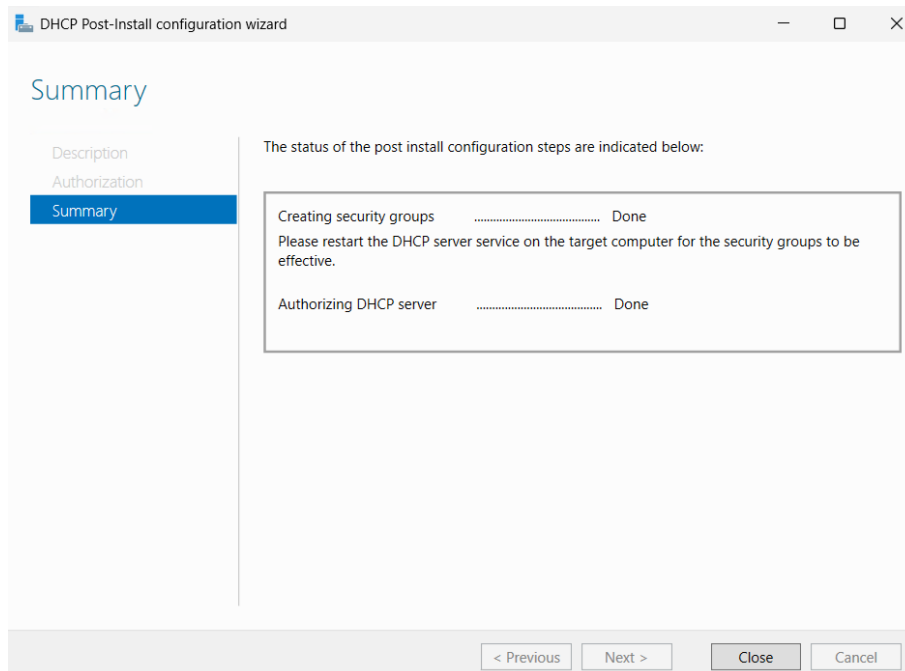 DHCP Post-Install configuration wizard
Summary
Description
Authorization
Summary
The status of the post install configuration steps are indicated below:
Creating security groups ........................................ Done
Please restart the DHCP server service on the target computer for the security groups to be
effective.
Authorizing DHCP server ........................................ Done
< Previous
Next >
Close
Cancel